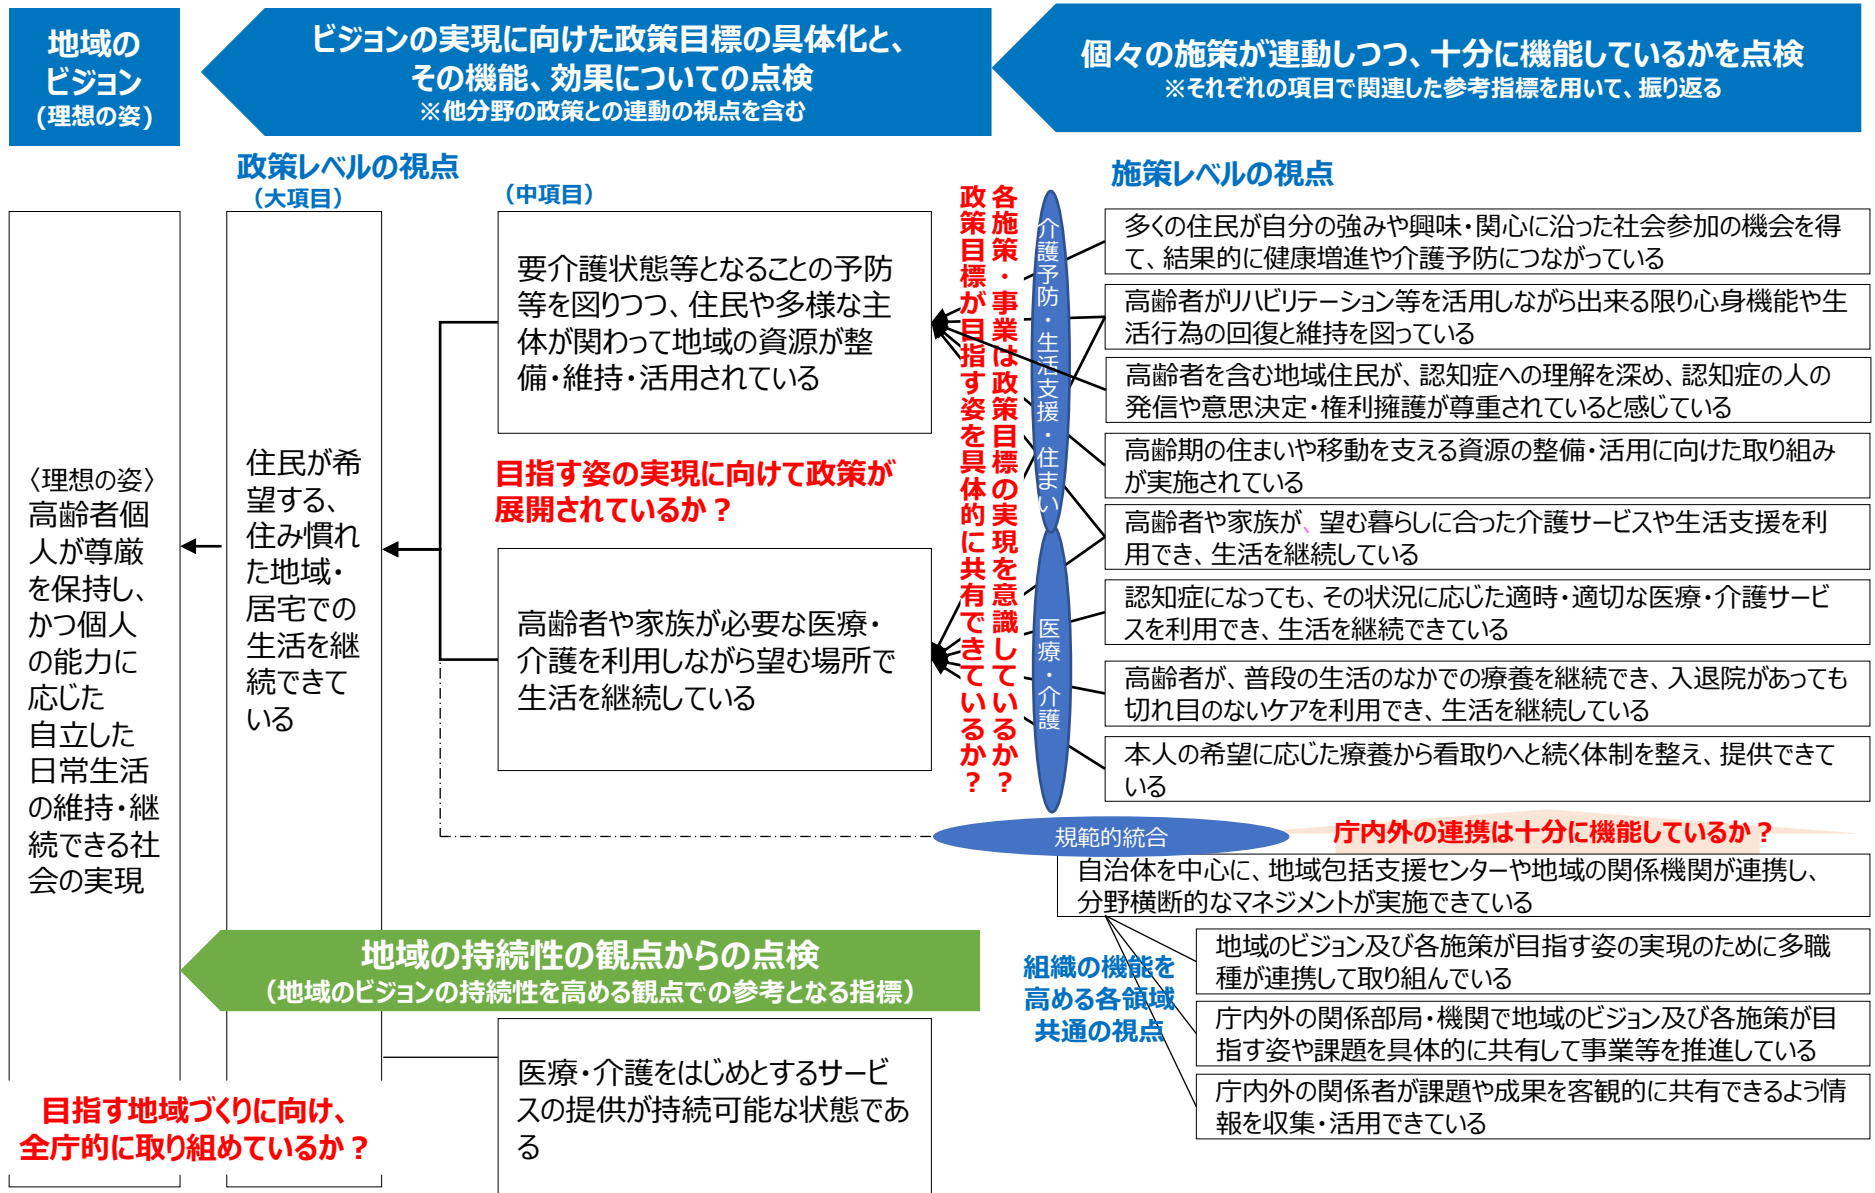 地域の
ビジョン
(理想の姿)
ビジョンの実現に向けた政策目標の具体化と、
その機能、効果についての点検
※他分野の政策との連動の視点を含む
個々の施策が連動しつつ、十分に機能しているかを点検
※それぞれの項目で関連した参考指標を用いて、振り返る
政策レベルの視点
（大項目）
（中項目）
施策レベルの視点
〈理想の姿〉
高齢者個
人が尊厳
を保持し、
かつ個人
の能力に
応じた
自立した
日常生活
の維持・継
続できる社
会の実現
住民が希
望する、
住み慣れ
た地域・
居宅での
生活を継
続できて
いる
要介護状態等となることの予防
等を図りつつ、住民や多様な主
体が関わって地域の資源が整
備・維持・活用されている
目指す姿の実現に向けて政策が
展開されているか？
高齢者や家族が必要な医療・
介護を利用しながら望む場所で
生活を継続している
各施策・事業は政策目標の実現を意識しているか？
政策目標が目指す姿を具体的に共有できているか？
介護予防・生活支援・住まい
医療・介護
多くの住民が自分の強みや興味・関心に沿った社会参加の機会を得
て、結果的に健康増進や介護予防につながっている
高齢者がリハビリテーション等を活用しながら出来る限り心身機能や生
活行為の回復と維持を図っている
高齢者を含む地域住民が、認知症への理解を深め、認知症の人の
発信や意思決定・権利擁護が尊重されていると感じている
高齢期の住まいや移動を支える資源の整備・活用に向けた取り組み
が実施されている
高齢者や家族が、望む暮らしに合った介護サービスや生活支援を利
用でき、生活を継続している
認知症になっても、その状況に応じた適時・適切な医療・介護サービ
スを利用でき、生活を継続できている
高齢者が、普段の生活のなかでの療養を継続でき、入退院があっても
切れ目のないケアを利用でき、生活を継続している
本人の希望に応じた療養から看取りへと続く体制を整え、提供できて
いる
規範的統合
庁内外の連携は十分に機能しているか？
自治体を中心に、地域包括支援センターや地域の関係機関が連携し、
分野横断的なマネジメントが実施できている
地域の持続性の観点からの点検
（地域のビジョンの持続性を高める観点での参考となる指標）
組織の機能を
高める各領域
共通の視点
地域のビジョン及び各施策が目指す姿の実現のために多職
種が連携して取り組んでいる
庁内外の関係部局・機関で地域のビジョン及び各施策が目
指す姿や課題を具体的に共有して事業等を推進している
庁内外の関係者が課題や成果を客観的に共有できるよう情
報を収集・活用できている
医療・介護をはじめとするサービ
スの提供が持続可能な状態であ
る
目指す地域づくりに向け、
全庁的に取り組めているか？